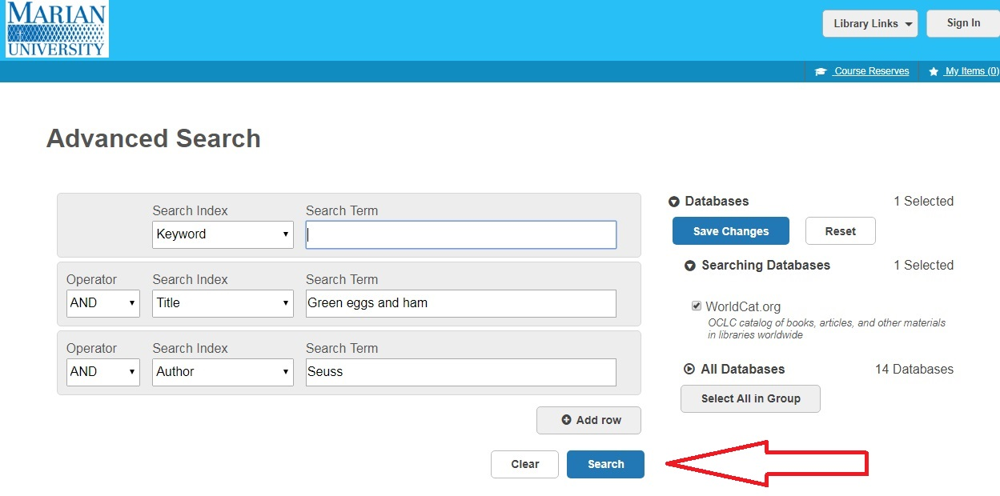 MARIAN
UNIVERSITY
Library Links
Sign In
Course Reserves
My Items (0)
Advanced Search
Search Index
Search Term
Keyword
Operator
Search Index
Search Term
AND
Title
Green eggs and ham
Operator
Search Index
Search Term
AND
Author
Seuss
Add row
Clear
Search
Databases
1 Selected
Save Changes
Reset
Searching Databases
1 Selected
WorldCat.org
OCLC catalog of books, articles, and other materials
in libraries worldwide
All Databases
14 Databases
Select All in Group